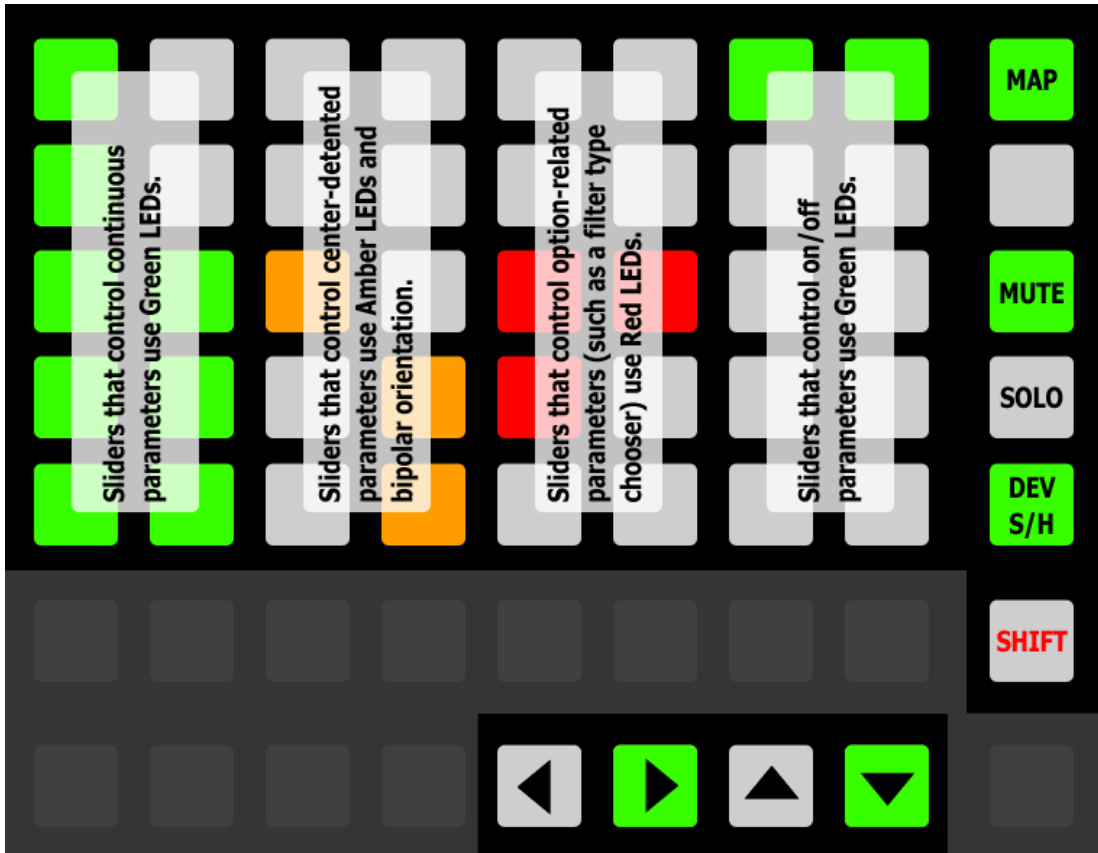 Sliders that control continuous
parameters use Green LEDs.
Sliders that control center-detented
parameters use Amber LEDs and
bipolar orientation.
Sliders that control option-related
parameters (such as a filter type
chooser) use Red LEDs.
Sliders that control on/off
parameters use Green LEDs.
MAP
MUTE
SOLO
DEV
S/H
SHIFT